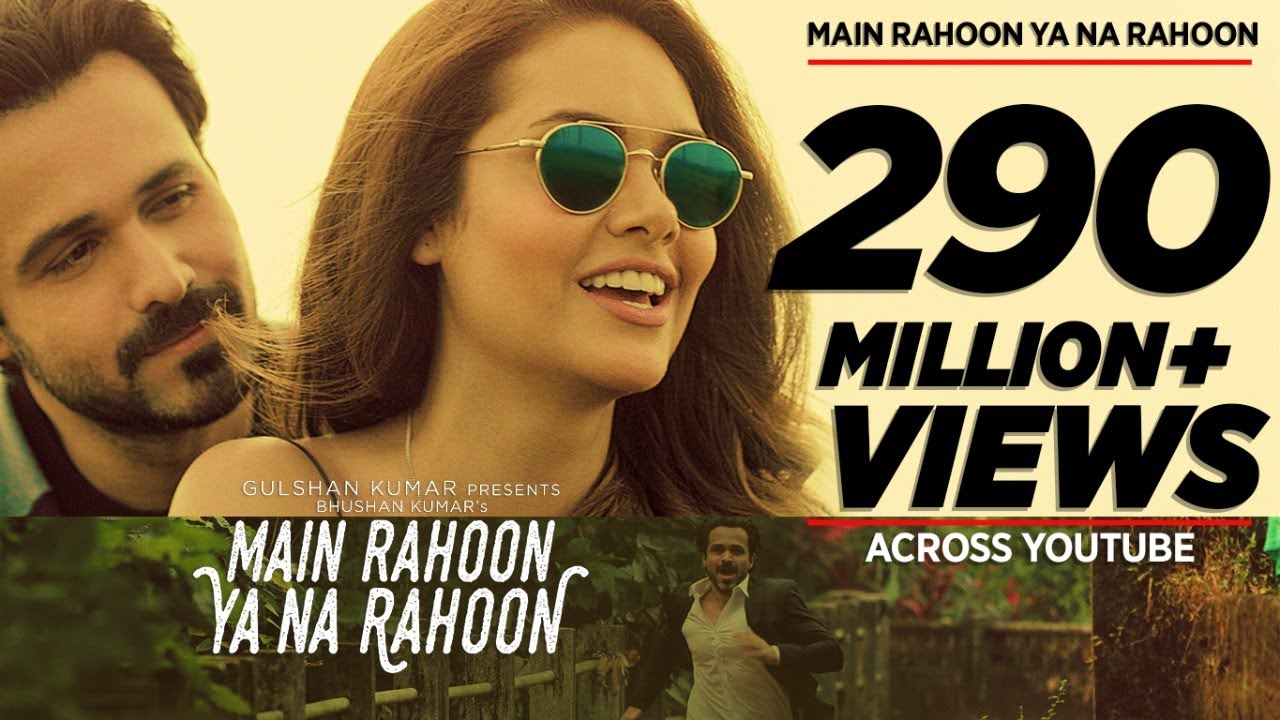 MAIN RAHOON YA NA RAHOON
290
MILLION+
VIEWS
ACROSS YOUTUBE
GULSHAN KUMAR PRESENTS
BHUSHAN KUMAR's
MAIN RAHOON
YA NA RAHOON